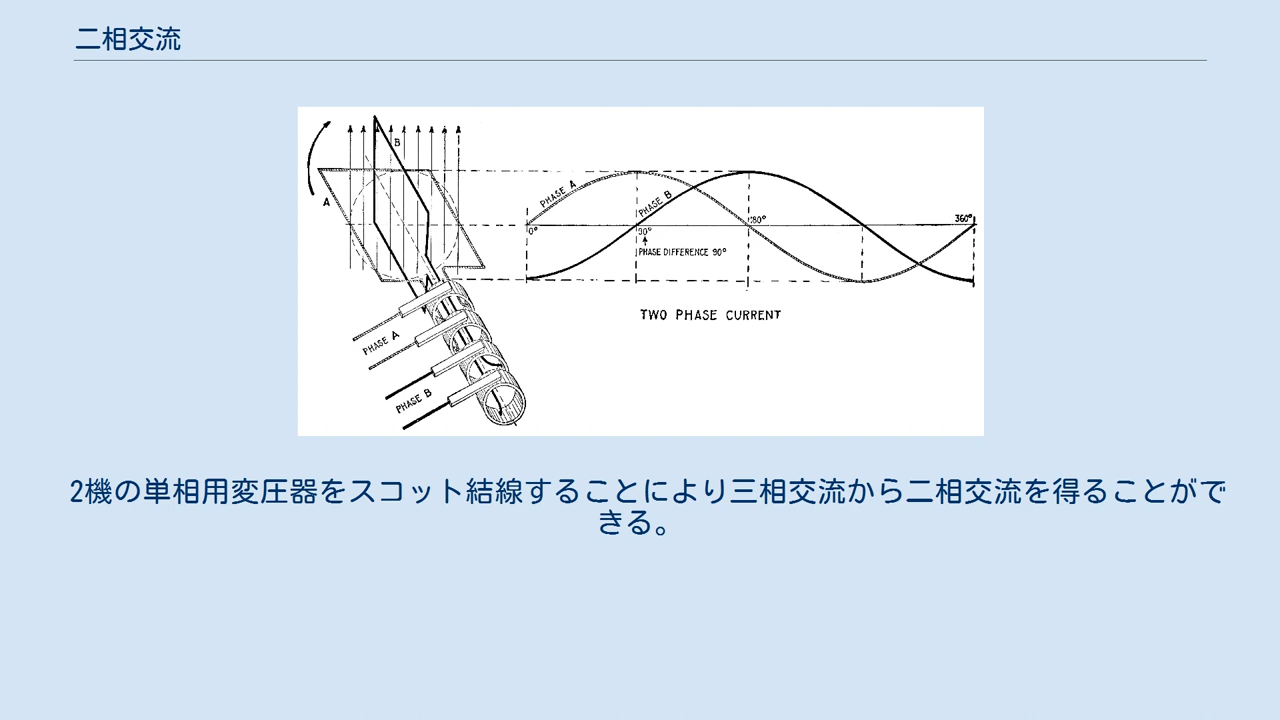 二相交流
B
A
PHASE A
PHASE B
0°
90°
180°
360°
PHASE DIFFERENCE 90°
TWO PHASE CURRENT
PHASE A
PHASE B
2機の単相用変圧器をスコット結線することにより三相交流から二相交流を得ることがで
きる。